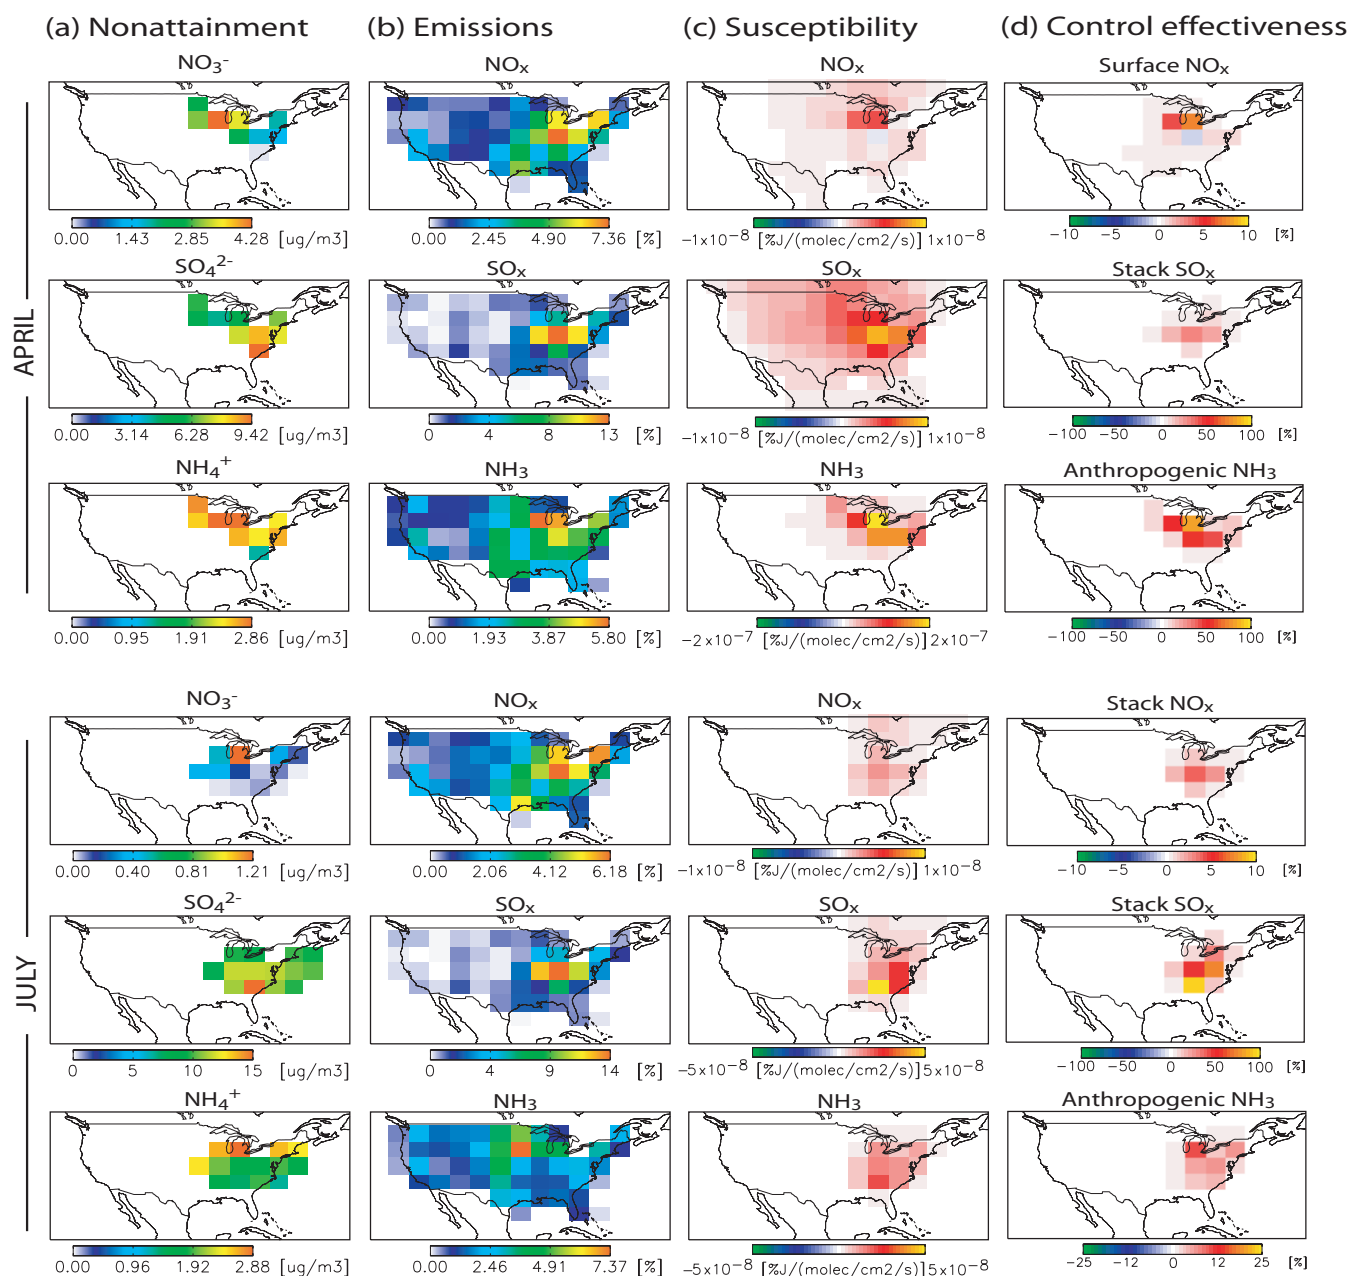 (a) Nonattainment (b) Emissions (c) Susceptibility (d) Control effectiveness
APRIL
NO₃⁻ NOₓ NOₓ Surface NOₓ
0.00 1.43 2.85 4.28 [ug/m3] 0.00 2.45 4.90 7.36 [%] −1x10⁻⁸ [%J/(molec/cm2/s)] 1x10⁻⁸ −10 −5 0 5 10 [%]
SO₄²⁻ SOₓ SOₓ Stack SOₓ
0.00 3.14 6.28 9.42 [ug/m3] 0 4 8 13 [%] −1x10⁻⁸ [%J/(molec/cm2/s)] 1x10⁻⁸ −100 −50 0 50 100 [%]
NH₄⁺ NH₃ NH₃ Anthropogenic NH₃
0.00 0.95 1.91 2.86 [ug/m3] 0.00 1.93 3.87 5.80 [%] −2x10⁻⁷ [%J/(molec/cm2/s)] 2x10⁻⁷ −100 −50 0 50 100 [%]
JULY
NO₃⁻ NOₓ NOₓ Stack NOₓ
0.00 0.40 0.81 1.21 [ug/m3] 0.00 2.06 4.12 6.18 [%] −1x10⁻⁸ [%J/(molec/cm2/s)] 1x10⁻⁸ −10 −5 0 5 10 [%]
SO₄²⁻ SOₓ SOₓ Stack SOₓ
0 5 10 15 [ug/m3] 0 4 9 14 [%] −5x10⁻⁸ [%J/(molec/cm2/s)] 5x10⁻⁸ −100 −50 0 50 100 [%]
NH₄⁺ NH₃ NH₃ Anthropogenic NH₃
0.00 0.96 1.92 2.88 [ug/m3] 0.00 2.46 4.91 7.37 [%] −5x10⁻⁸ [%J/(molec/cm2/s)] 5x10⁻⁸ −25 −12 0 12 25 [%]